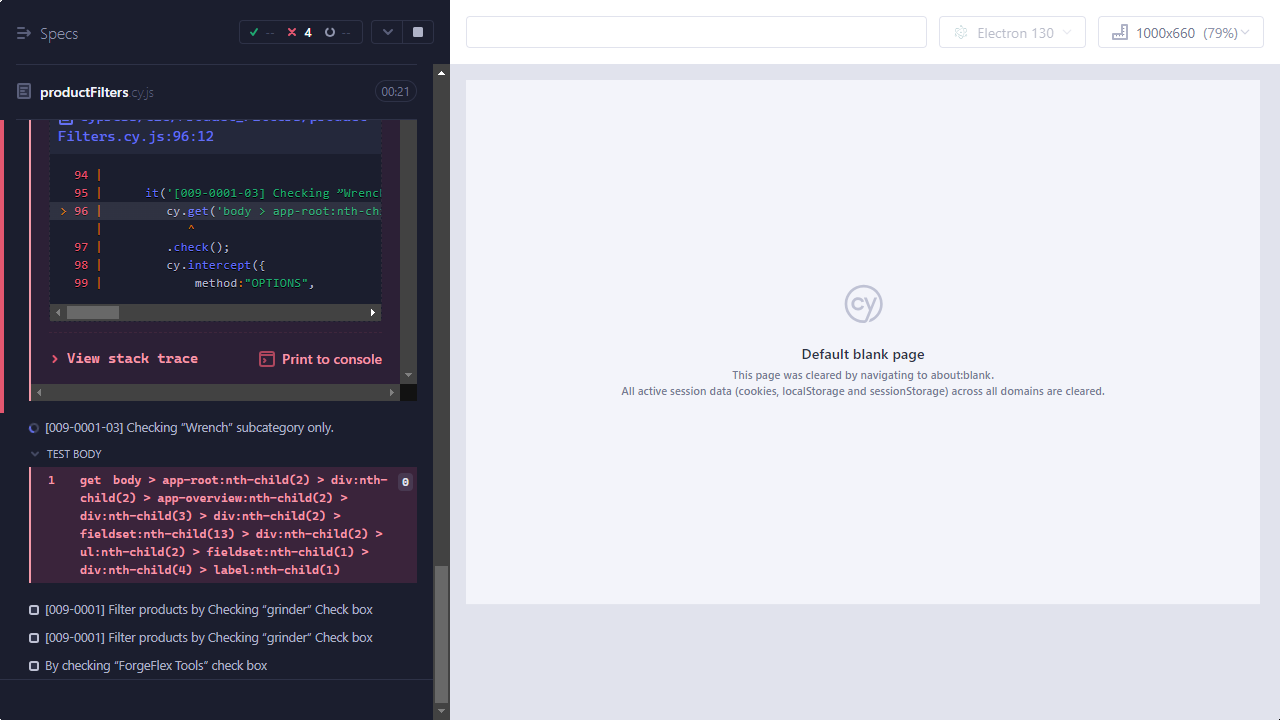 Specs
-- 4 --
Electron 130
1000x660 (79%)
productFilters.cy.js
00:21
Filters.cy.js:96:12
94 |
95 | it('[009-0001-03] Checking ”Wrench
> 96 | cy.get('body > app-root:nth-chi
| ^
97 | .check();
98 | cy.intercept({
99 | method:"OPTIONS",
> View stack trace
Print to console
[009-0001-03] Checking “Wrench” subcategory only.
TEST BODY
1 get body > app-root:nth-child(2) > div:nth-
child(2) > app-overview:nth-child(2) >
div:nth-child(3) > div:nth-child(2) >
fieldset:nth-child(13) > div:nth-child(2) >
ul:nth-child(2) > fieldset:nth-child(1) >
div:nth-child(4) > label:nth-child(1)
0
[009-0001] Filter products by Checking “grinder” Check box
[009-0001] Filter products by Checking “grinder” Check box
By checking “ForgeFlex Tools” check box
cy
Default blank page
This page was cleared by navigating to about:blank.
All active session data (cookies, localStorage and sessionStorage) across all domains are cleared.